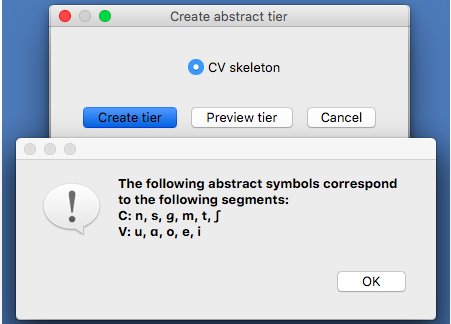 Create abstract tier
CV skeleton
Create tier Preview tier Cancel
The following abstract symbols correspond
to the following segments:
C: n, s, g, m, t, ʃ
V: u, ɑ, o, e, i
OK